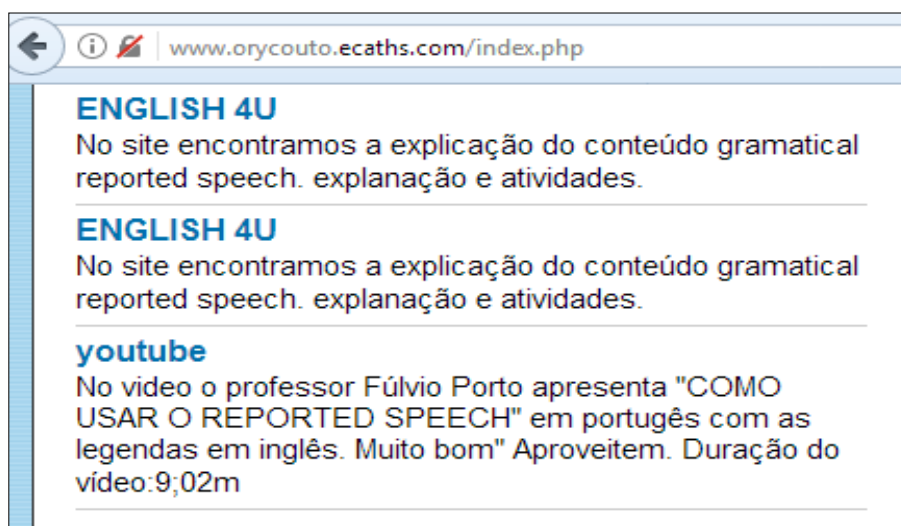 www.orycouto.ecaths.com/index.php
ENGLISH 4U
No site encontramos a explicação do conteúdo gramatical
reported speech. explanação e atividades.
ENGLISH 4U
No site encontramos a explicação do conteúdo gramatical
reported speech. explanação e atividades.
youtube
No video o professor Fúlvio Porto apresenta "COMO
USAR O REPORTED SPEECH" em portugês com as
legendas em inglês. Muito bom" Aproveitem. Duração do
vídeo:9;02m